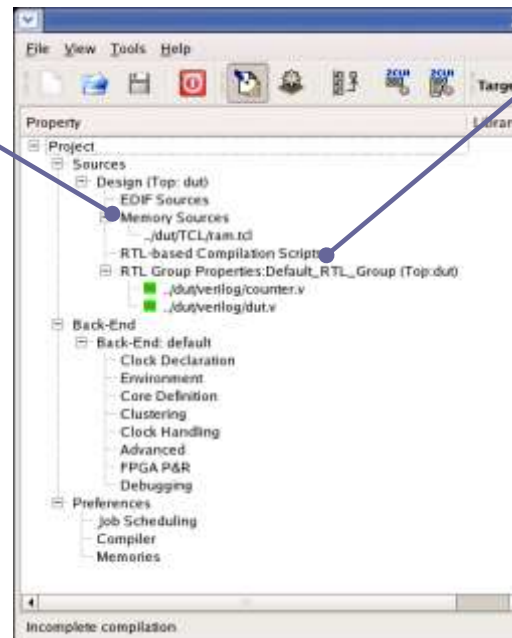 File View Tools Help
Targe
Property
Librar
Project
Sources
Design (Top: dut)
EDIF Sources
Memory Sources
../dut/TCL/ram.tcl
RTL-based Compilation Scripts
RTL Group Properties:Default_RTL_Group (Top:dut)
../dut/verilog/counter.v
../dut/verilog/dut.v
Back-End
Back-End: default
Clock Declaration
Environment
Core Definition
Clustering
Clock Handling
Advanced
FPGA P&R
Debugging
Preferences
Job Scheduling
Compiler
Memories
Incomplete compilation